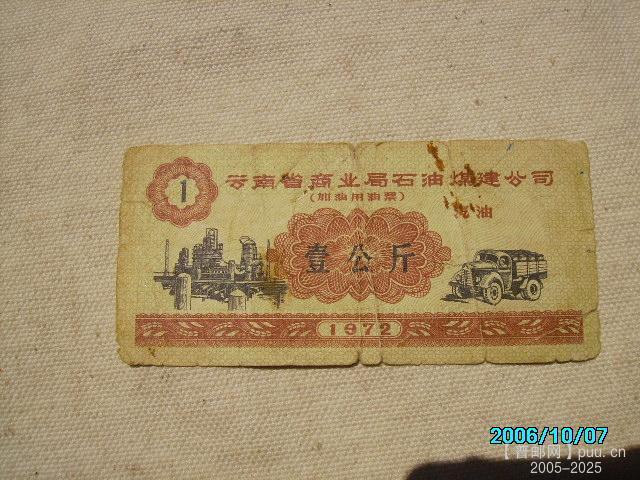 1
云南省商业局石油煤建公司
(加油用油票)
汽油
壹公斤
1972
2006/10/07
【普邮网】puu.cn
2005-2025